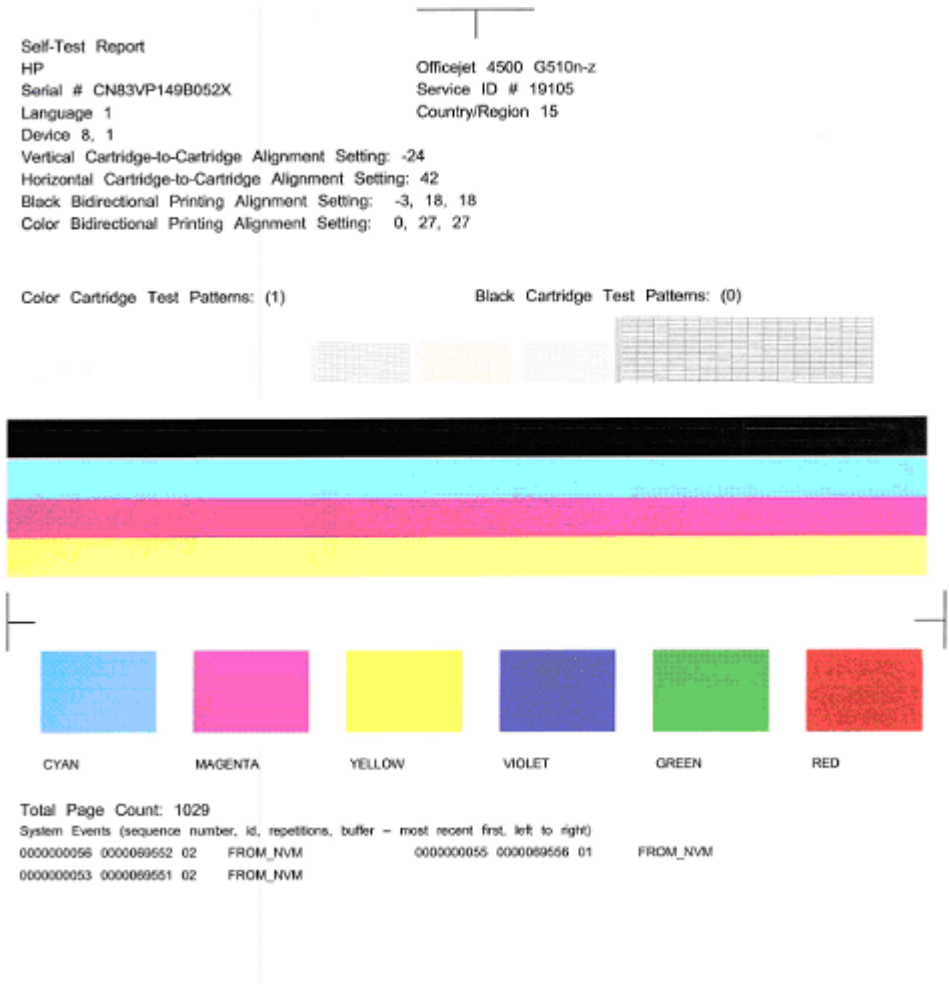 Self-Test Report
HP
Officejet 4500 G510n-z
Serial # CN83VP149B052X
Service ID # 19105
Language 1
Country/Region 15
Device 8, 1
Vertical Cartridge-to-Cartridge Alignment Setting: -24
Horizontal Cartridge-to-Cartridge Alignment Setting: 42
Black Bidirectional Printing Alignment Setting: -3, 18, 18
Color Bidirectional Printing Alignment Setting: 0, 27, 27
Color Cartridge Test Patterns: (1)
Black Cartridge Test Patterns: (0)
CYAN
MAGENTA
YELLOW
VIOLET
GREEN
RED
Total Page Count: 1029
System Events (sequence number, id, repetitions, buffer – most recent first, left to right)
0000000056 0000069552 02 FROM_NVM 0000000055 0000069556 01 FROM_NVM
0000000053 0000069551 02 FROM_NVM